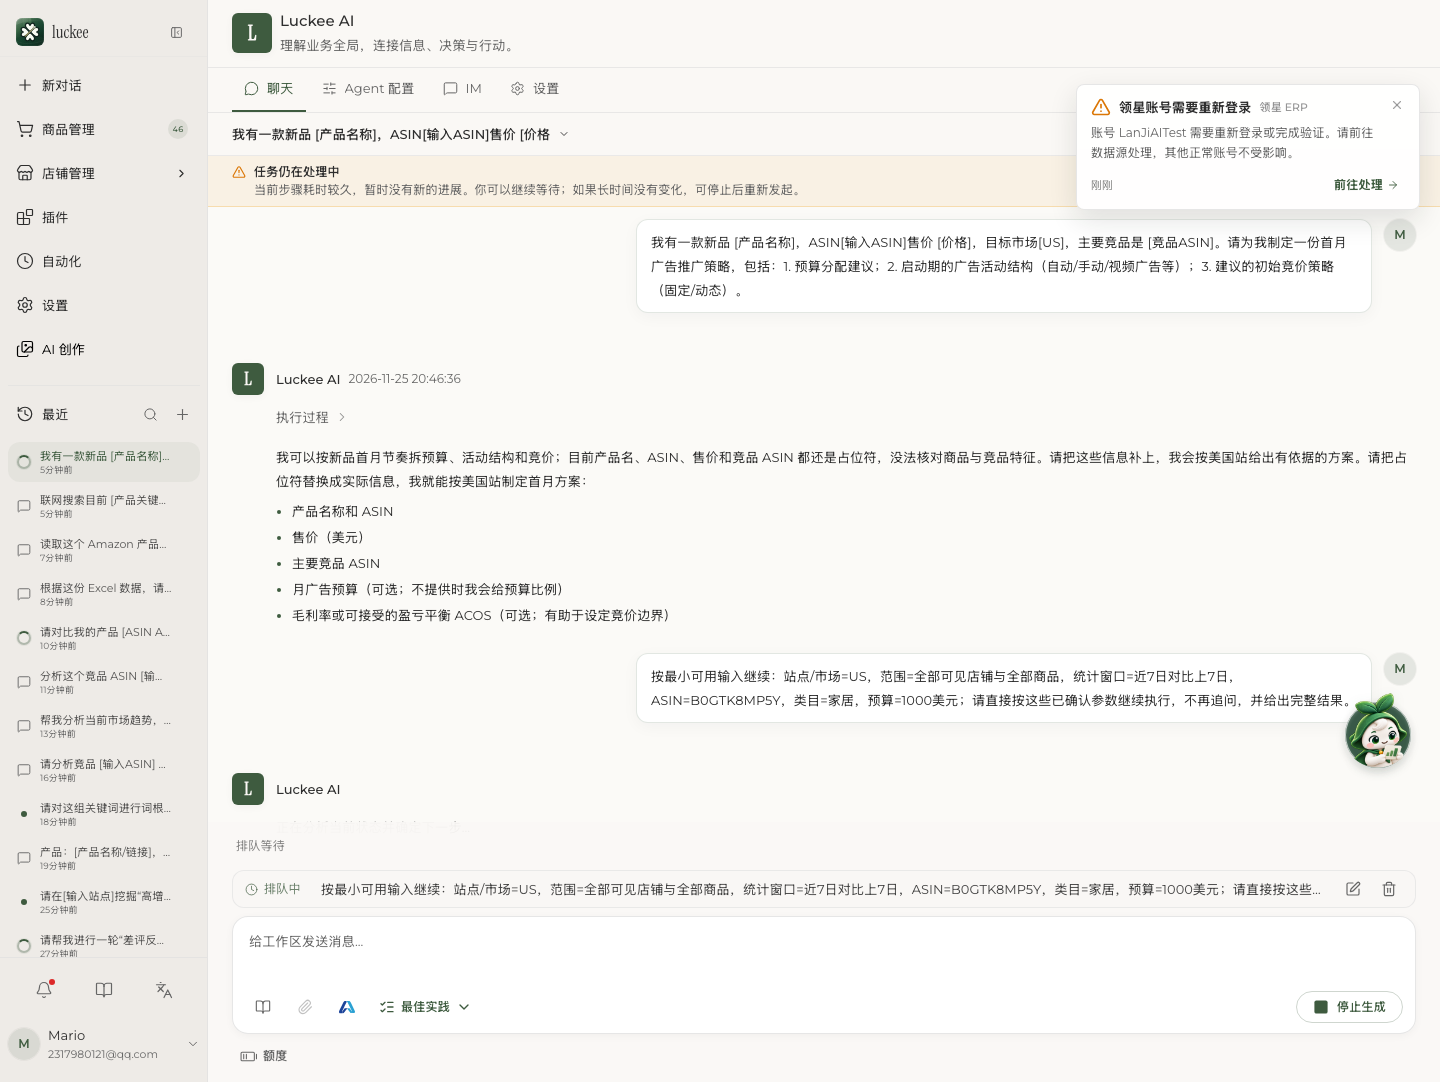 luckee
新对话
商品管理
46
店铺管理
插件
自动化
设置
AI 创作
最近
我有一款新品 [产品名称]...
5分钟前
联网搜索目前 [产品关键...
5分钟前
读取这个 Amazon 产品...
7分钟前
根据这份 Excel 数据，请...
8分钟前
请对比我的产品 [ASIN A...
10分钟前
分析这个竞品 ASIN [输...
11分钟前
帮我分析当前市场趋势，...
13分钟前
请分析竞品 [输入ASIN] ...
16分钟前
请对这组关键词进行词根...
18分钟前
产品：[产品名称/链接]，...
19分钟前
请在[输入站点]挖掘“高增...
25分钟前
请帮我进行一轮“差评反...
27分钟前
M
Mario
2317980121@qq.com
L
Luckee AI
理解业务全局，连接信息、决策与行动。
聊天
Agent 配置
IM
设置
我有一款新品 [产品名称]，ASIN[输入ASIN]售价 [价格
任务仍在处理中
当前步骤耗时较久，暂时没有新的进展。你可以继续等待；如果长时间没有变化，可停止后重新发起。
领星账号需要重新登录 领星 ERP
账号 LanJiAITest 需要重新登录或完成验证。请前往
数据源处理，其他正常账号不受影响。
刚刚
前往处理
我有一款新品 [产品名称]，ASIN[输入ASIN]售价 [价格]，目标市场[US]，主要竞品是 [竞品ASIN]。请为我制定一份首月
广告推广策略，包括：1. 预算分配建议；2. 启动期的广告活动结构（自动/手动/视频广告等）；3. 建议的初始竞价策略
（固定/动态）。
M
L
Luckee AI 2026-11-25 20:46:36
执行过程
我可以按新品首月节奏拆预算、活动结构和竞价；目前产品名、ASIN、售价和竞品 ASIN 都还是占位符，没法核对商品与竞品特征。请把这些信息补上，我会按美国站给出有依据的方案。请把占
位符替换成实际信息，我就能按美国站制定首月方案：
• 产品名称和 ASIN
• 售价（美元）
• 主要竞品 ASIN
• 月广告预算（可选；不提供时我会给预算比例）
• 毛利率或可接受的盈亏平衡 ACOS（可选；有助于设定竞价边界）
按最小可用输入继续：站点/市场=US，范围=全部可见店铺与全部商品，统计窗口=近7日对比上7日，
ASIN=B0GTK8MP5Y，类目=家居，预算=1000美元；请直接按这些已确认参数继续执行，不再追问，并给出完整结果。
M
L
Luckee AI
排队等待
排队中
按最小可用输入继续：站点/市场=US，范围=全部可见店铺与全部商品，统计窗口=近7日对比上7日，ASIN=B0GTK8MP5Y，类目=家居，预算=1000美元；请直接按这些...
给工作区发送消息...
最佳实践
停止生成
额度